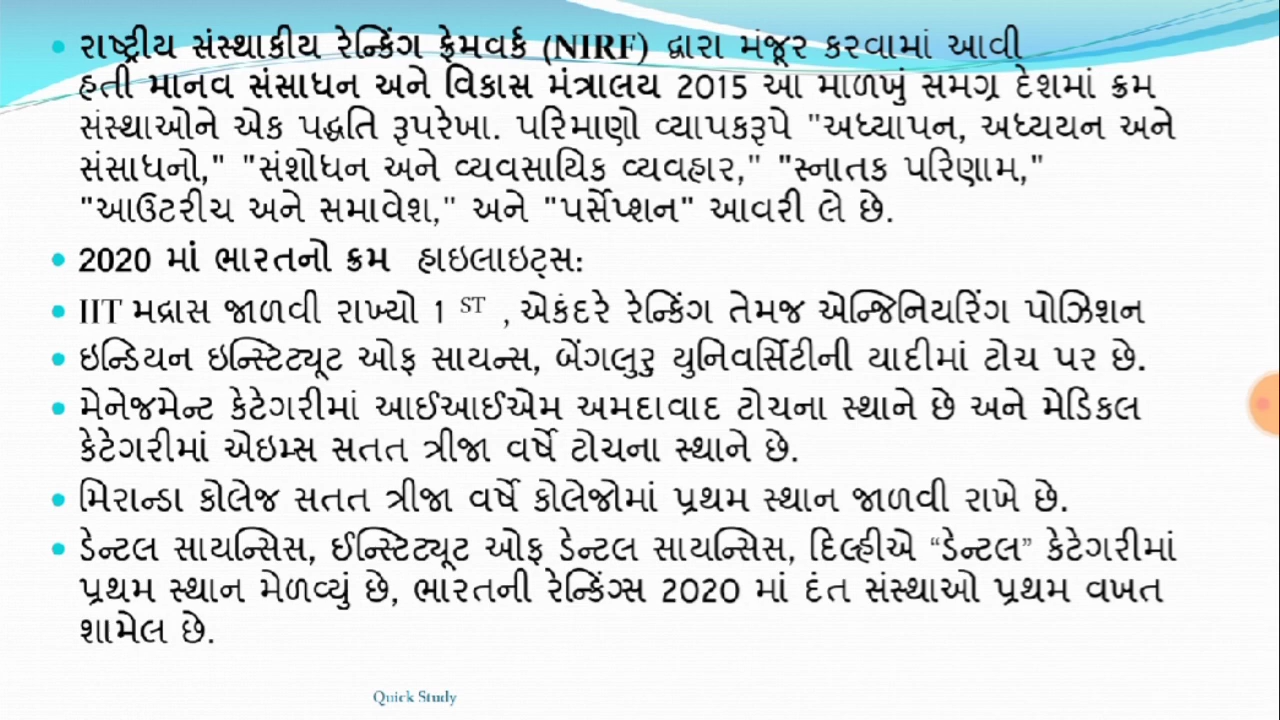 રાષ્ટ્રીય સંસ્થાકીય રેન્કિંગ ફ્રેમવર્ક (NIRF) દ્વારા મંજૂર કરવામાં આવી
હતી માનવ સંસાધન અને વિકાસ મંત્રાલય 2015 આ માળખું સમગ્ર દેશમાં ક્રમ
સંસ્થાઓને એક પદ્ધતિ રૂપરેખા. પરિમાણો વ્યાપકરૂપે "અધ્યાપન, અધ્યયન અને
સંસાધનો," "સંશોધન અને વ્યવસાયિક વ્યવહાર," "સ્નાતક પરિણામ,"
"આઉટરીચ અને સમાવેશ," અને "પર્સેપ્શન" આવરી લે છે.
2020 માં ભારતનો ક્રમ હાઇલાઇટ્સ:
IIT મદ્રાસ જાળવી રાખ્યો 1 ST , એકંદરે રેન્કિંગ તેમજ એન્જિનિયરિંગ પોઝિશન
ઇન્ડિયન ઇન્સ્ટિટ્યૂટ ઓફ સાયન્સ, બેંગલુરુ યુનિવર્સિટીની યાદીમાં ટોચ પર છે.
મેનેજમેન્ટ કેટેગરીમાં આઈઆઈએમ અમદાવાદ ટોચના સ્થાને છે અને મેડિકલ
કેટેગરીમાં એઇમ્સ સતત ત્રીજા વર્ષે ટોચના સ્થાને છે.
મિરાન્ડા કોલેજ સતત ત્રીજા વર્ષે કોલેજોમાં પ્રથમ સ્થાન જાળવી રાખે છે.
ડેન્ટલ સાયન્સિસ, ઈન્સ્ટિટ્યૂટ ઓફ ડેન્ટલ સાયન્સિસ, દિલ્હીએ “ડેન્ટલ” કેટેગરીમાં
પ્રથમ સ્થાન મેળવ્યું છે, ભારતની રેન્કિંગ્સ 2020 માં દંત સંસ્થાઓ પ્રથમ વખત
શામેલ છે.
Quick Study